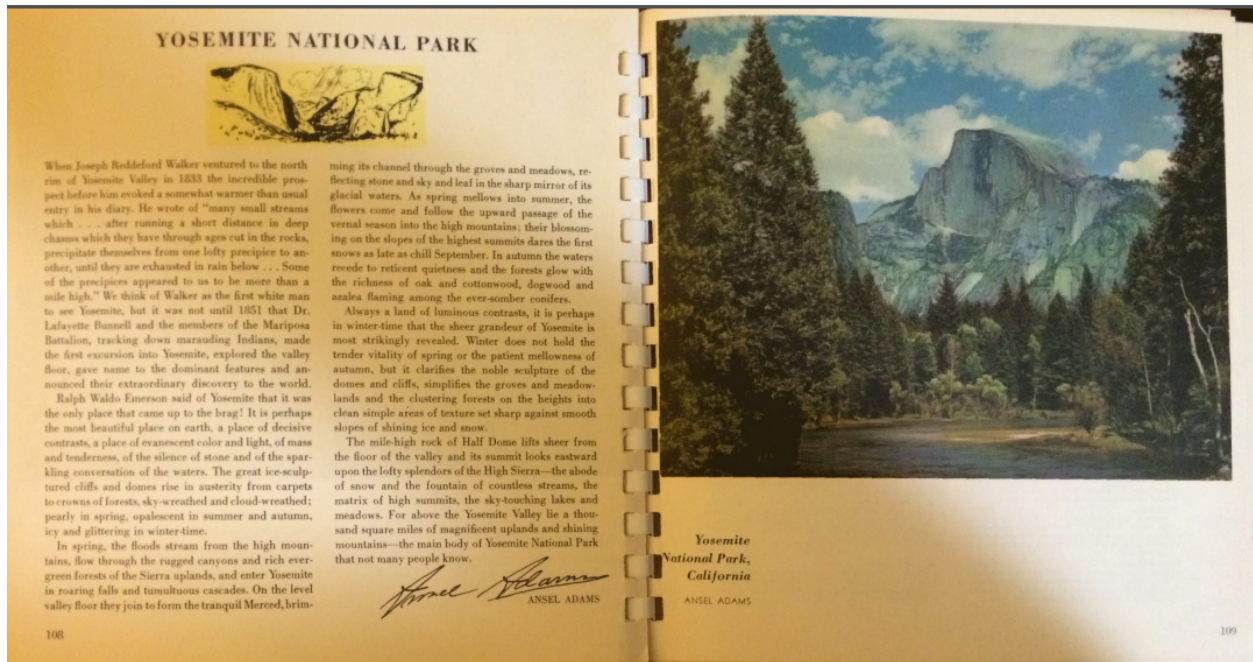 YOSEMITE NATIONAL PARK
When Joseph Reddeford Walker ventured to the north
rim of Yosemite Valley in 1833 the incredible pros-
pect before him evoked a somewhat warmer than usual
entry in his diary. He wrote of "many small streams
which . . . after running a short distance in deep
chasms which they have through ages cut in the rocks,
precipitate themselves from one lofty precipice to an-
other, until they are exhausted in rain below . . . Some
of the precipices appeared to us to be more than a
mile high." We think of Walker as the first white man
to see Yosemite, but it was not until 1851 that Dr.
Lafayette Bunnell and the members of the Mariposa
Battalion, tracking down marauding Indians, made
the first excursion into Yosemite, explored the valley
floor, gave name to the dominant features and an-
nounced their extraordinary discovery to the world.
Ralph Waldo Emerson said of Yosemite that it was
the only place that came up to the brag! It is perhaps
the most beautiful place on earth, a place of decisive
contrasts, a place of evanescent color and light, of mass
and tenderness, of the silence of stone and of the spar-
kling conversation of the waters. The great ice-sculp-
tured cliffs and domes rise in austerity from carpets
to crowns of forests, sky-wreathed and cloud-wreathed;
pearly in spring, opalescent in summer and autumn,
icy and glittering in winter-time.
In spring, the floods stream from the high moun-
tains, flow through the rugged canyons and rich ever-
green forests of the Sierra uplands, and enter Yosemite
in roaring falls and tumultuous cascades. On the level
valley floor they join to form the tranquil Merced, brim-
ming its channel through the groves and meadows, re-
flecting stone and sky and leaf in the sharp mirror of its
glacial waters. As spring mellows into summer, the
flowers come and follow the upward passage of the
vernal season into the high mountains; their blossom-
ing on the slopes of the highest summits dares the first
snows as late as chill September. In autumn the waters
recede to reticent quietness and the forests glow with
the richness of oak and cottonwood, dogwood and
azalea flaming among the ever-somber conifers.
Always a land of luminous contrasts, it is perhaps
in winter-time that the sheer grandeur of Yosemite is
most strikingly revealed. Winter does not hold the
tender vitality of spring or the patient mellowness of
autumn, but it clarifies the noble sculpture of the
domes and cliffs, simplifies the groves and meadow-
lands and the clustering forests on the heights into
clean simple areas of texture set sharp against smooth
slopes of shining ice and snow.
The mile-high rock of Half Dome lifts sheer from
the floor of the valley and its summit looks eastward
upon the lofty splendors of the High Sierra—the abode
of snow and the fountain of countless streams, the
matrix of high summits, the sky-touching lakes and
meadows. For above the Yosemite Valley lie a thou-
sand square miles of magnificent uplands and shining
mountains—the main body of Yosemite National Park
that not many people know.
Ansel Adams
ANSEL ADAMS
108
Yosemite
National Park,
California
ANSEL ADAMS
109